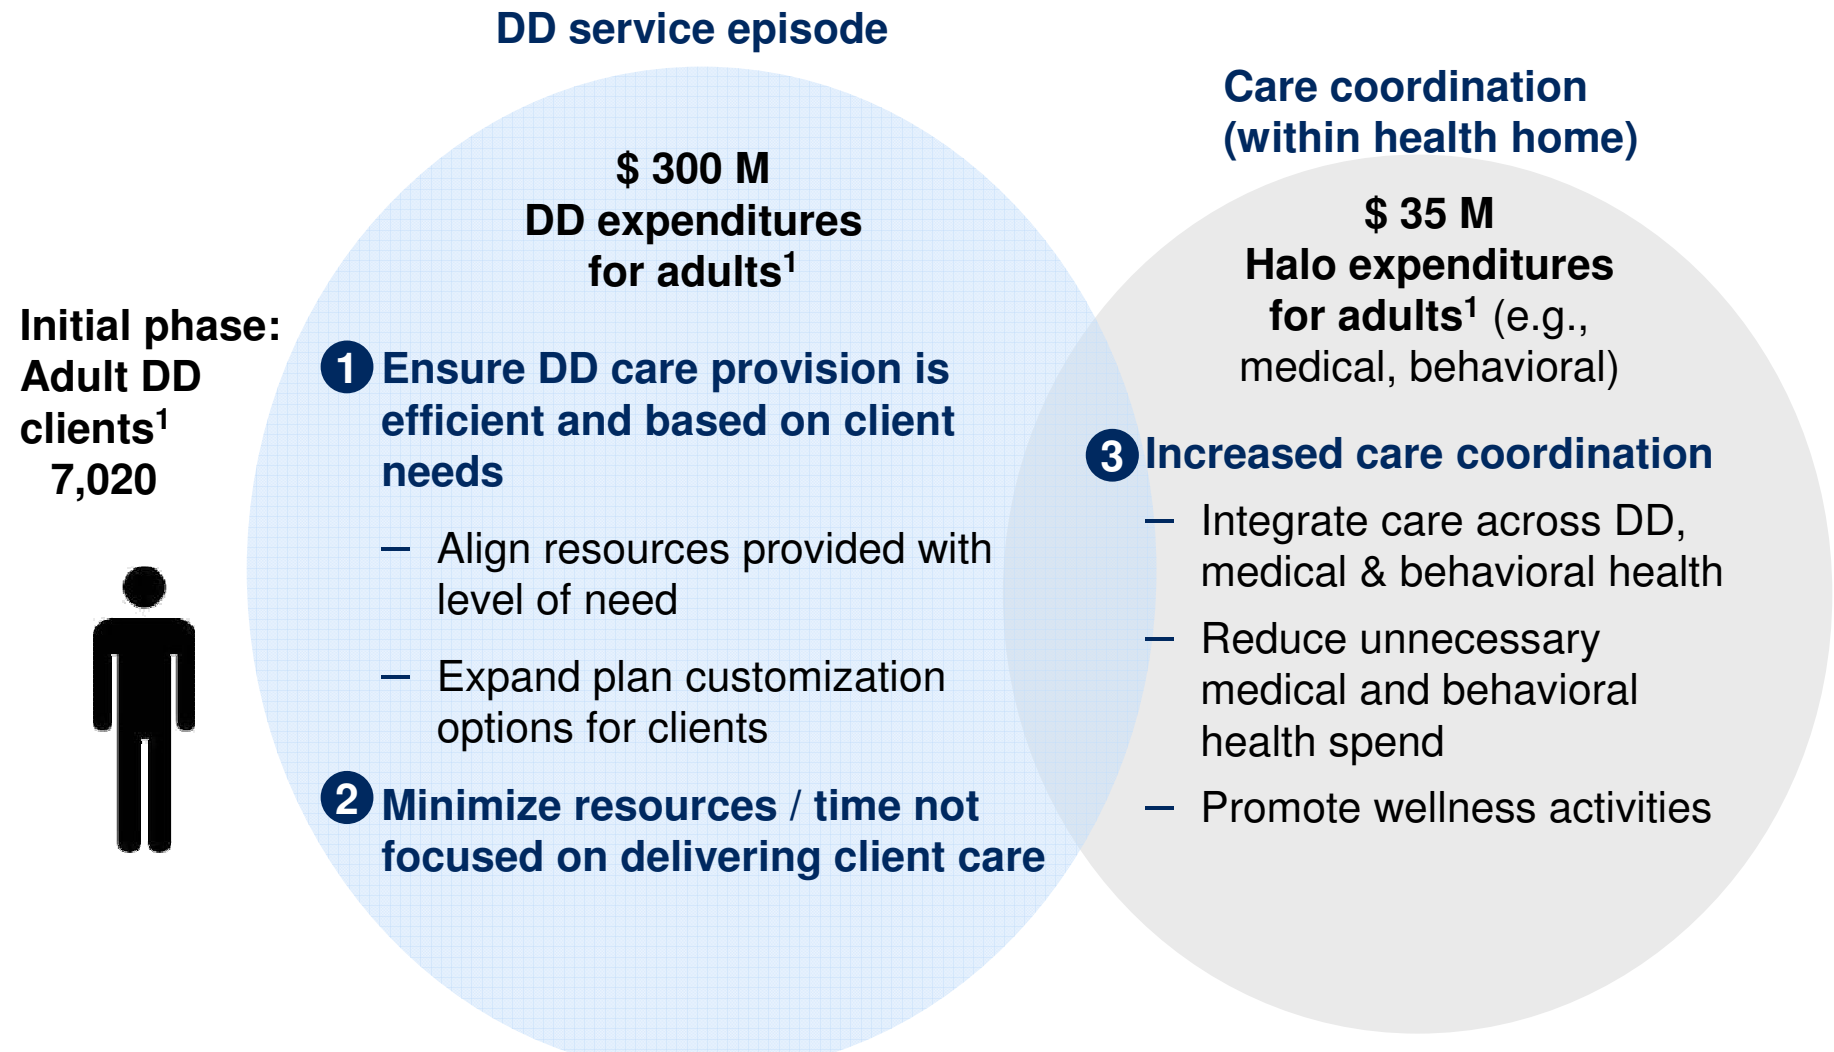 DD service episode
Care coordination
(within health home)
$ 300 M
DD expenditures
for adults¹
$ 35 M
Halo expenditures
for adults¹ (e.g.,
medical, behavioral)
Initial phase:
Adult DD
clients¹
7,020
1 Ensure DD care provision is
efficient and based on client
needs
– Align resources provided with
level of need
– Expand plan customization
options for clients
2 Minimize resources / time not
focused on delivering client care
3 Increased care coordination
– Integrate care across DD,
medical & behavioral health
– Reduce unnecessary
medical and behavioral
health spend
– Promote wellness activities